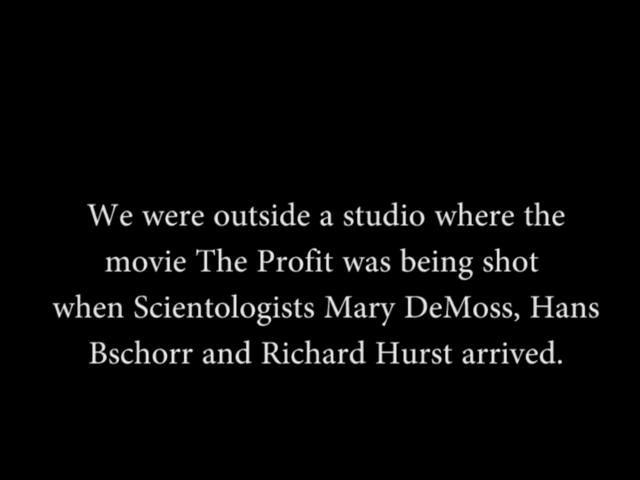 We were outside a studio where the
movie The Profit was being shot
when Scientologists Mary DeMoss, Hans
Bschorr and Richard Hurst arrived.